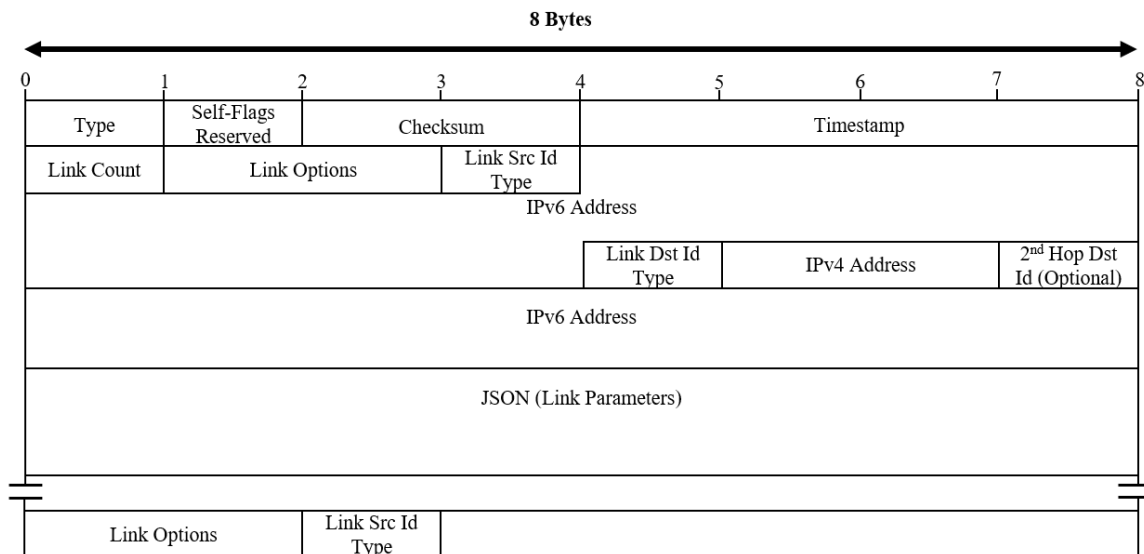 8 Bytes
0 1 2 3 4 5 6 7 8
Type Self-Flags Reserved Checksum Timestamp
Link Count Link Options Link Src Id Type
IPv6 Address
Link Dst Id Type IPv4 Address 2nd Hop Dst Id (Optional)
IPv6 Address
JSON (Link Parameters)
Link Options Link Src Id Type